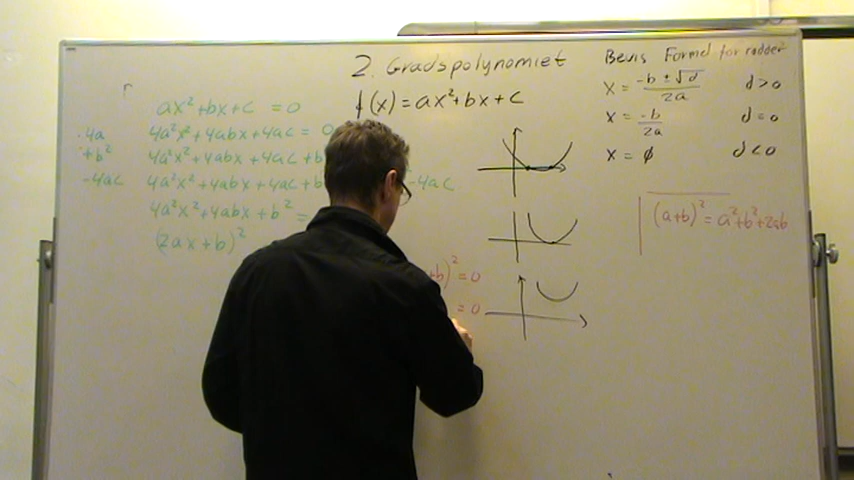 2. Gradspolynomiet
f(x) = ax²+bx+c
Bevis Formel for rødder
x = -b ± √d / 2a d > 0
x = -b / 2a d = 0
x = ø d < 0
(a+b)² = a²+b²+2ab
ax²+bx+c = 0
·4a 4a²x²+4abx+4ac = 0
+b² 4a²x²+4abx+4ac+b
-4ac 4a²x²+4abx+4ac+b -4ac
4a²x²+4abx+b² =
(2ax+b)²
+b)² = 0
= 0